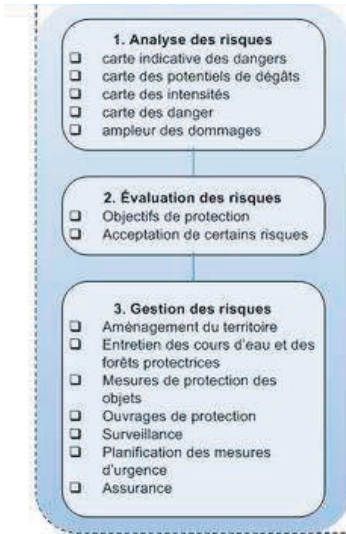 1. Analyse des risques
❑ carte indicative des dangers
❑ carte des potentiels de dégâts
❑ carte des intensités
❑ carte des danger
❑ ampleur des dommages
2. Évaluation des risques
❑ Objectifs de protection
❑ Acceptation de certains risques
3. Gestion des risques
❑ Aménagement du territoire
❑ Entretien des cours d'eau et des
forêts protectrices
❑ Mesures de protection des
objets
❑ Ouvrages de protection
❑ Surveillance
❑ Planification des mesures
d'urgence
❑ Assurance